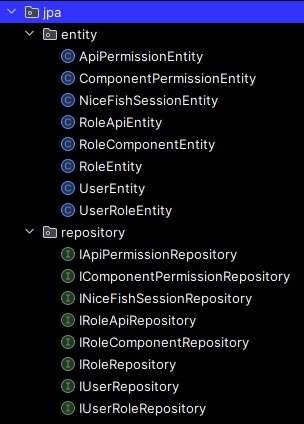 jpa
entity
C ApiPermissionEntity
C ComponentPermissionEntity
C NiceFishSessionEntity
C RoleApiEntity
C RoleComponentEntity
C RoleEntity
C UserEntity
C UserRoleEntity
repository
I IApiPermissionRepository
I IComponentPermissionRepository
I INiceFishSessionRepository
I IRoleApiRepository
I IRoleComponentRepository
I IRoleRepository
I IUserRepository
I IUserRoleRepository